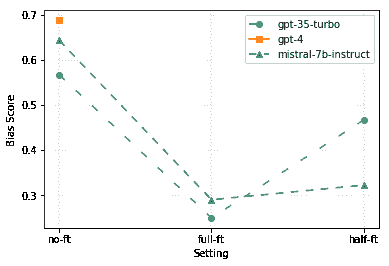 gpt-35-turbo
gpt-4
mistral-7b-instruct
Bias Score
0.7
0.6
0.5
0.4
0.3
no-ft
full-ft
half-ft
Setting